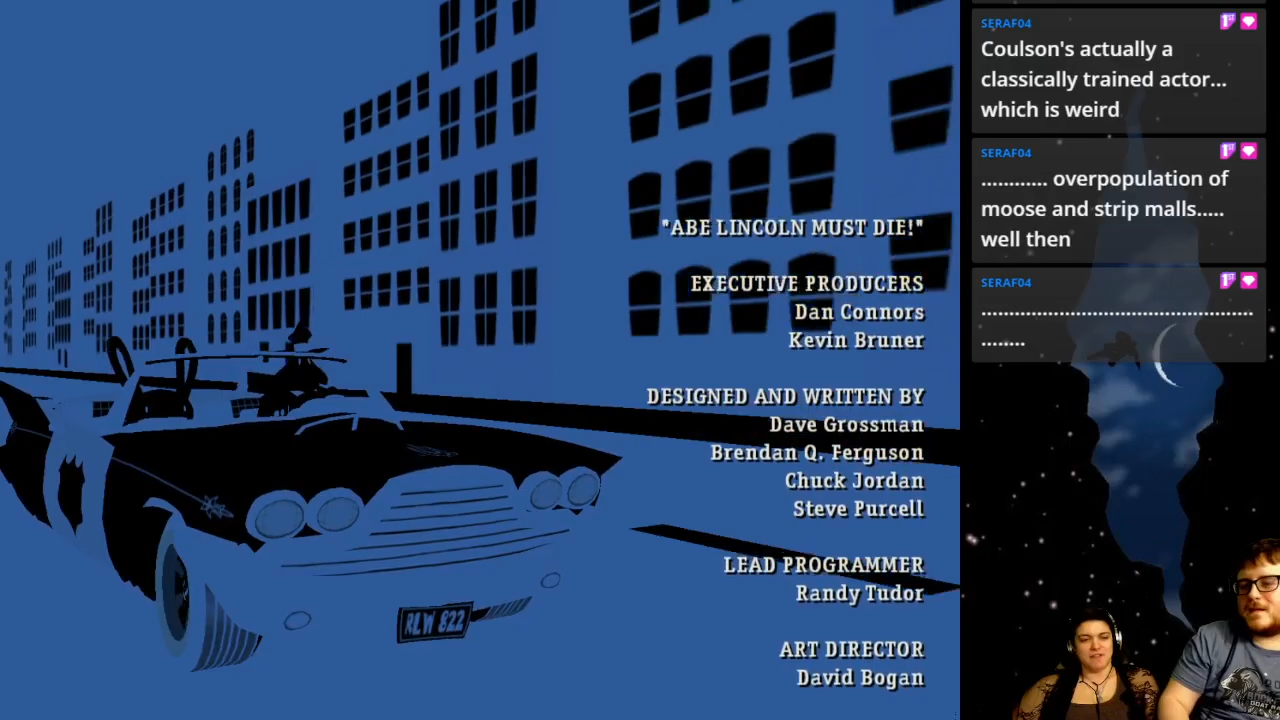 "ABE LINCOLN MUST DIE!"
EXECUTIVE PRODUCERS
Dan Connors
Kevin Bruner
DESIGNED AND WRITTEN BY
Dave Grossman
Brendan Q. Ferguson
Chuck Jordan
Steve Purcell
LEAD PROGRAMMER
Randy Tudor
ART DIRECTOR
David Bogan
RLW 822
SERAF04
Coulson's actually a
classically trained actor...
which is weird
SERAF04
............ overpopulation of
moose and strip malls.....
well then
SERAF04
.................................................
........